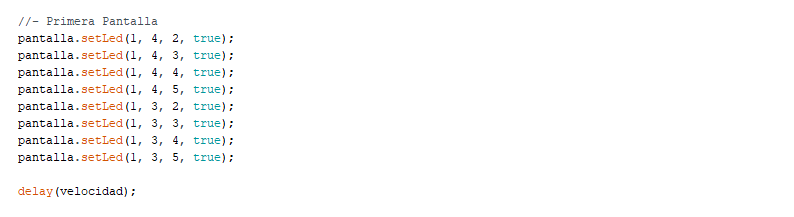 //- Primera Pantalla
pantalla.setLed(1, 4, 2, true);
pantalla.setLed(1, 4, 3, true);
pantalla.setLed(1, 4, 4, true);
pantalla.setLed(1, 4, 5, true);
pantalla.setLed(1, 3, 2, true);
pantalla.setLed(1, 3, 3, true);
pantalla.setLed(1, 3, 4, true);
pantalla.setLed(1, 3, 5, true);
delay(velocidad);